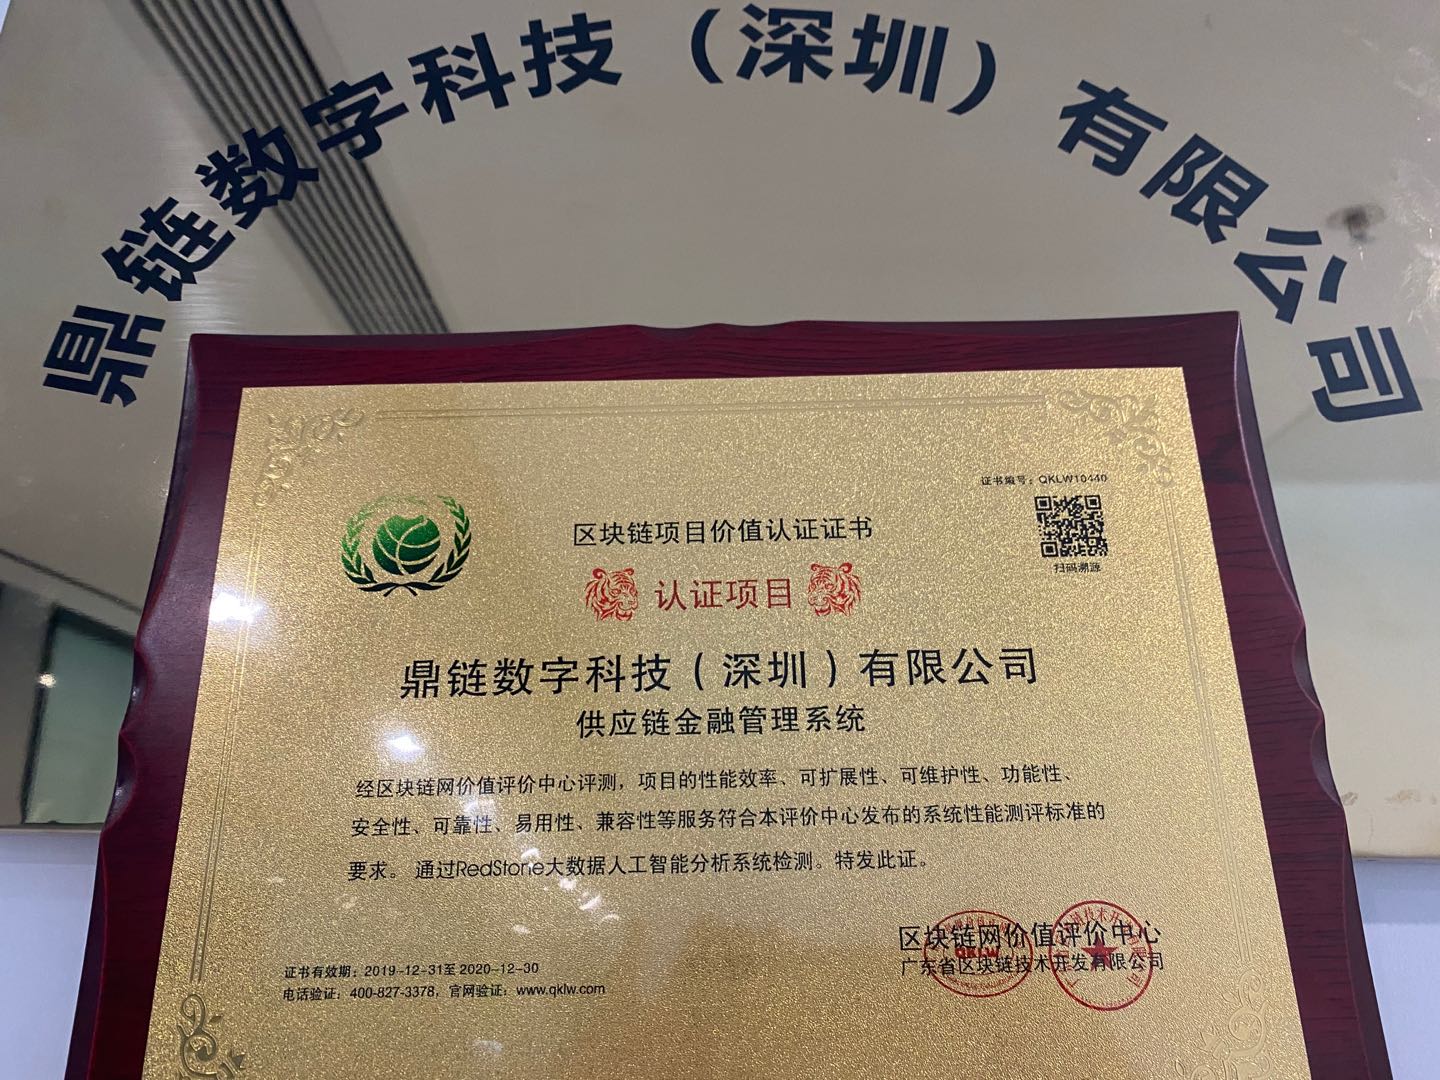 鼎链数字科技（深圳）有限公司
证书编号：QKLW10440
扫码溯源
区块链项目价值认证证书
认证项目
鼎链数字科技（深圳）有限公司
供应链金融管理系统
经区块链网价值评价中心评测，项目的性能效率、可扩展性、可维护性、功能性、
安全性、可靠性、易用性、兼容性等服务符合本评价中心发布的系统性能测评标准的
要求。 通过RedStone大数据人工智能分析系统检测。特发此证。
区块链网价值评价中心
广东省区块链技术开发有限公司
QKLW
证书有效期：2019-12-31至 2020-12-30
电话验证：400-827-3378，官网验证：www.qklw.com